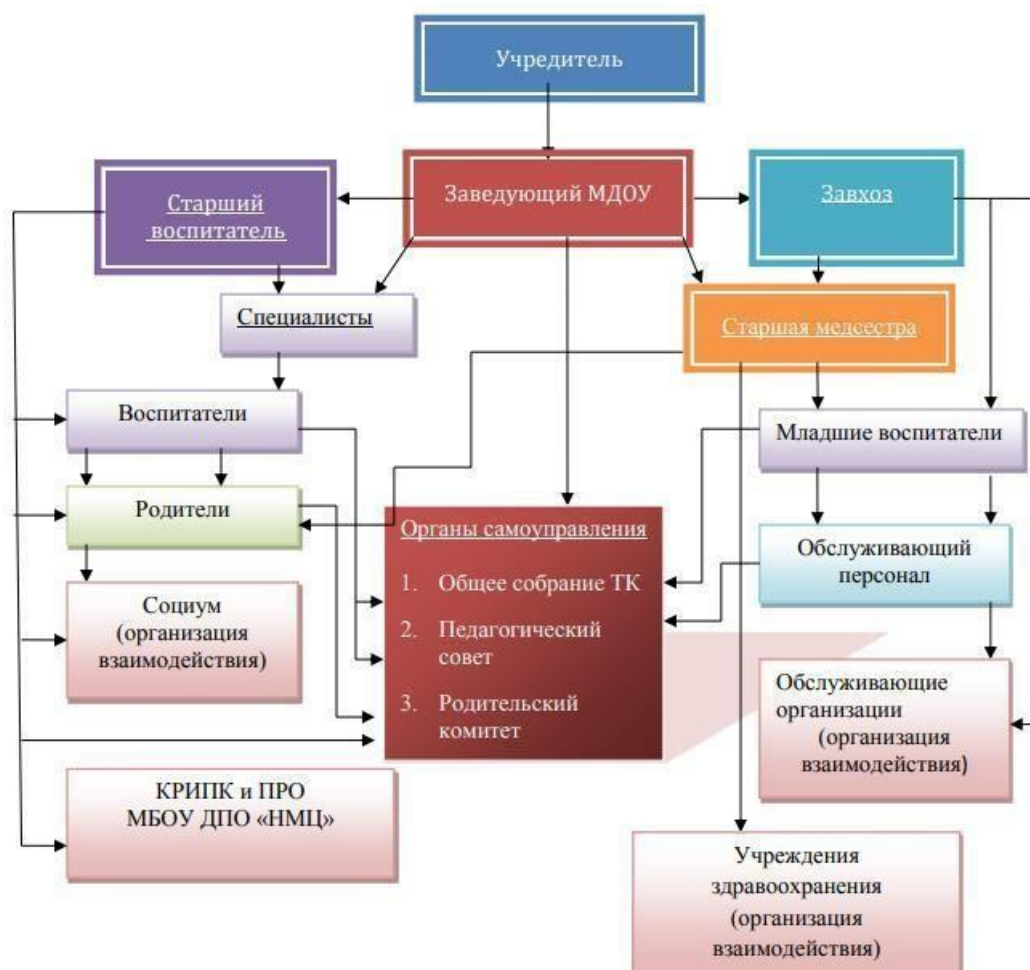 Учредитель
Заведующий МДОУ
Старший
воспитатель
Завхоз
Специалисты
Старшая медсестра
Воспитатели
Младшие воспитатели
Родители
Органы самоуправления
1. Общее собрание ТК
2. Педагогический
совет
3. Родительский
комитет
Обслуживающий
персонал
Социум
(организация
взаимодействия)
Обслуживающие
организации
(организация
взаимодействия)
КРИПК и ПРО
МБОУ ДПО «НМЦ»
Учреждения
здравоохранения
(организация
взаимодействия)